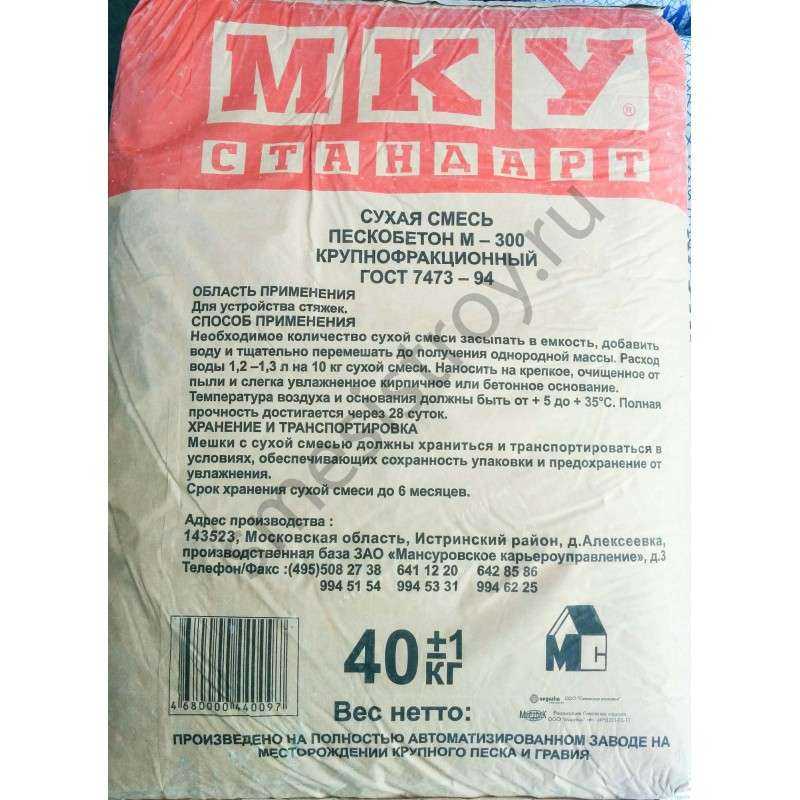 МКУ®
СТАНДАРТ
СУХАЯ СМЕСЬ
ПЕСКОБЕТОН М – 300
КРУПНОФРАКЦИОННЫЙ
ГОСТ 7473 – 94
ОБЛАСТЬ ПРИМЕНЕНИЯ
Для устройства стяжек.
СПОСОБ ПРИМЕНЕНИЯ
Необходимое количество сухой смеси засыпать в емкость, добавить
воду и тщательно перемешать до получения однородной массы. Расход
воды 1,2 –1,3 л на 10 кг сухой смеси. Наносить на крепкое, очищенное от
пыли и слегка увлажненное кирпичное или бетонное основание.
Температура воздуха и основания должны быть от + 5 до + 35°С. Полная
прочность достигается через 28 суток.
ХРАНЕНИЕ И ТРАНСПОРТИРОВКА
Мешки с сухой смесью должны храниться и транспортироваться в
условиях, обеспечивающих сохранность упаковки и предохранение от
увлажнения.
Срок хранения сухой смеси до 6 месяцев.
Адрес производства :
143523, Московская область, Истринский район, д.Алексеевка,
производственная база ЗАО «Мансуровское карьероуправление», д.3
Телефон/Факс :(495)508 27 38 641 12 20 642 85 86
994 51 54 994 53 31 994 62 25
4 680000 440097
40 ±1
КГ
Вес нетто:
МС
segezha ООО
ПРОИЗВЕДЕНО НА ПОЛНОСТЬЮ АВТОМАТИЗИРОВАННОМ ЗАВОДЕ НА
МЕСТОРОЖДЕНИИ КРУПНОГО ПЕСКА И ГРАВИЯ